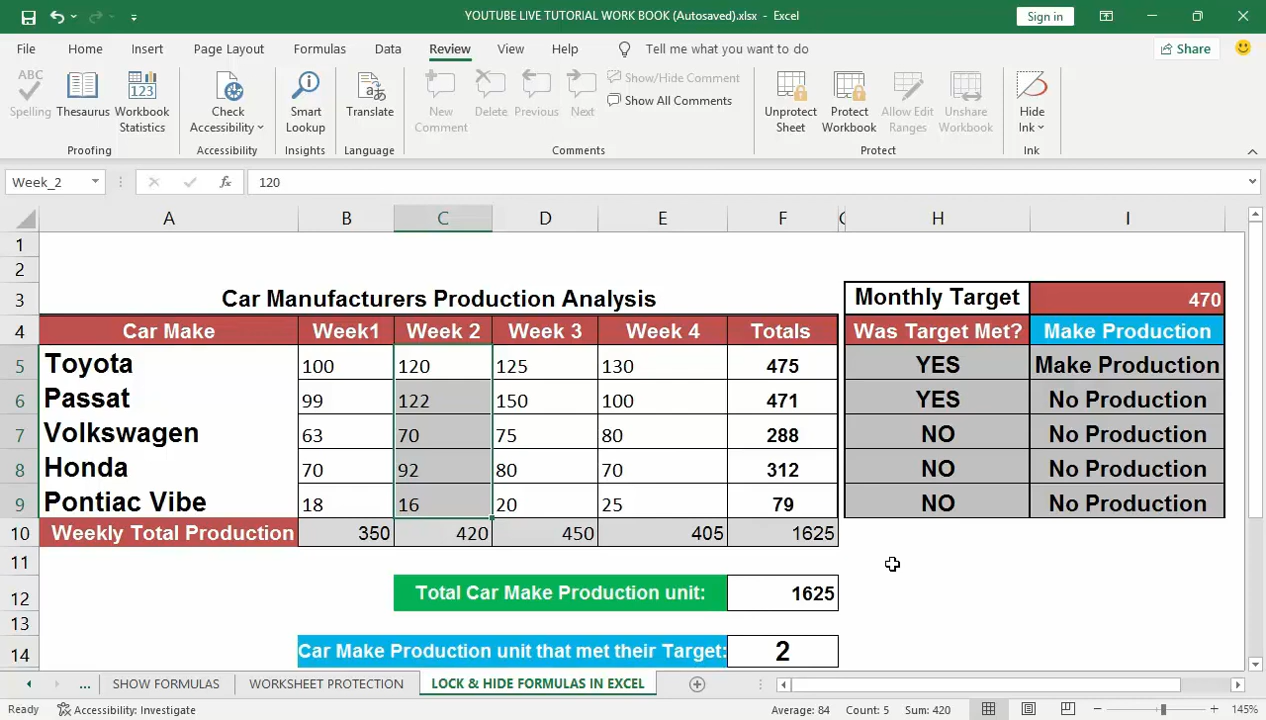 YOUTUBE LIVE TUTORIAL WORK BOOK (Autosaved).xlsx - Excel
Sign in
File Home Insert Page Layout Formulas Data Review View Help Tell me what you want to do Share
ABC
123
Spelling Thesaurus Workbook Statistics
Proofing
Check Accessibility
Accessibility
Smart Lookup
Insights
Translate
Language
New Comment Delete Previous Next
Show/Hide Comment
Show All Comments
Comments
Unprotect Sheet Protect Workbook Allow Edit Ranges Unshare Workbook
Protect
Hide Ink
Ink
Week_2 fx 120
A B C D E F G H I
1
2
3 Car Manufacturers Production Analysis Monthly Target 470
4 Car Make Week1 Week 2 Week 3 Week 4 Totals Was Target Met? Make Production
5 Toyota 100 120 125 130 475 YES Make Production
6 Passat 99 122 150 100 471 YES No Production
7 Volkswagen 63 70 75 80 288 NO No Production
8 Honda 70 92 80 70 312 NO No Production
9 Pontiac Vibe 18 16 20 25 79 NO No Production
10 Weekly Total Production 350 420 450 405 1625
11
12 Total Car Make Production unit: 1625
13
14 Car Make Production unit that met their Target: 2
... SHOW FORMULAS WORKSHEET PROTECTION LOCK & HIDE FORMULAS IN EXCEL
Ready Accessibility: Investigate Average: 84 Count: 5 Sum: 420 145%